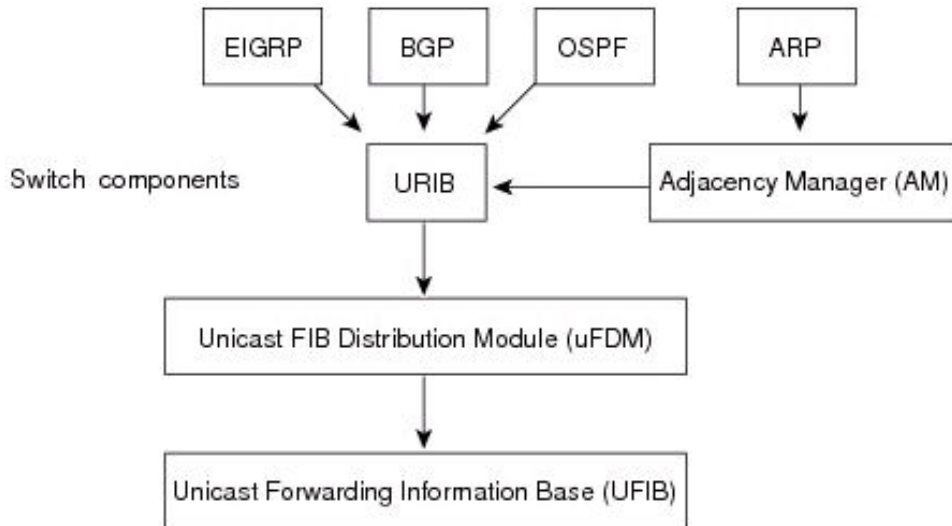 EIGRP
BGP
OSPF
ARP
Switch components
URIB
Adjacency Manager (AM)
Unicast FIB Distribution Module (uFDM)
Unicast Forwarding Information Base (UFIB)